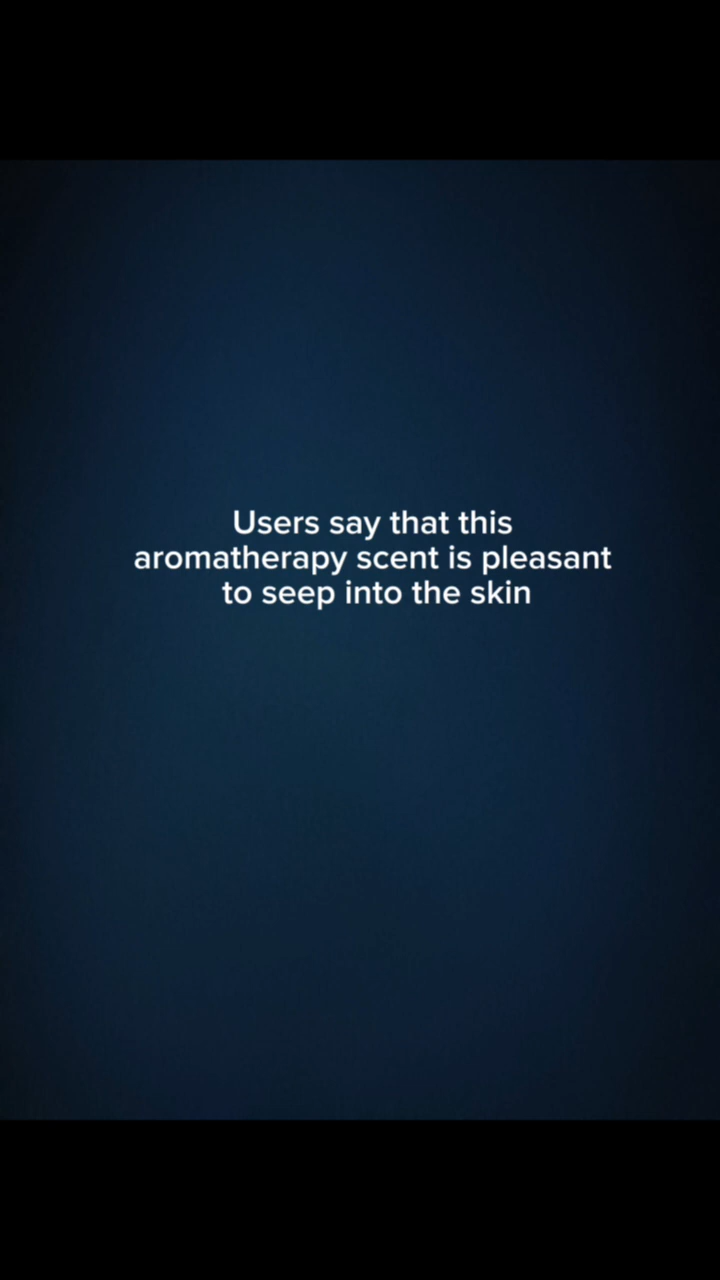 Users say that this
aromatherapy scent is pleasant
to seep into the skin